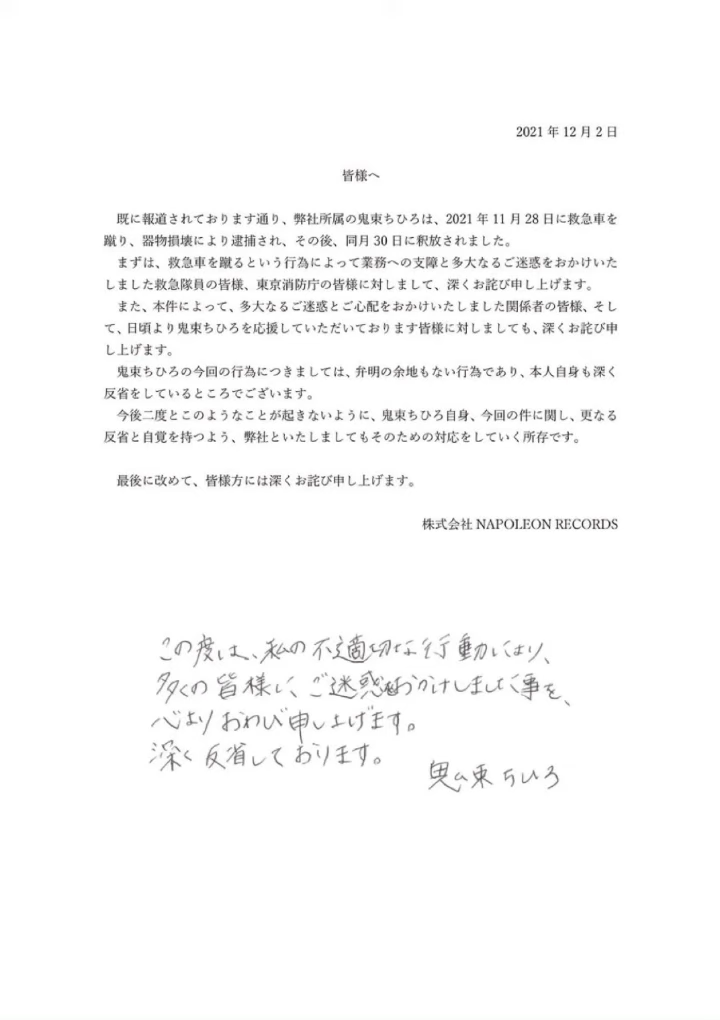 2021年12月2日
皆様へ
既に報道されております通り、弊社所属の鬼束ちひろは、2021年11月28日に救急車を
蹴り、器物損壊により逮捕され、その後、同月30日に釈放されました。
まずは、救急車を蹴るという行為によって業務への支障と多大なるご迷惑をおかけいた
しました救急隊員の皆様、東京消防庁の皆様に対しまして、深くお詫び申し上げます。
また、本件によって、多大なるご迷惑とご心配をおかけいたしました関係者の皆様、そし
て、日頃より鬼束ちひろを応援していただいております皆様に対しましても、深くお詫び申
し上げます。
鬼束ちひろの今回の行為につきましては、弁明の余地もない行為であり、本人自身も深く
反省をしているところでございます。
今後二度とこのようなことが起きないように、鬼束ちひろ自身、今回の件に関し、更なる
反省と自覚を持つよう、弊社といたしましてもそのための対応をしていく所存です。
最後に改めて、皆様方には深くお詫び申し上げます。
株式会社 NAPOLEON RECORDS
この度は、私の不適切な行動により、
多くの皆様に、ご迷惑をおかけしました事を、
心よりおわび申し上げます。
深く反省しております。
鬼束ちひろ